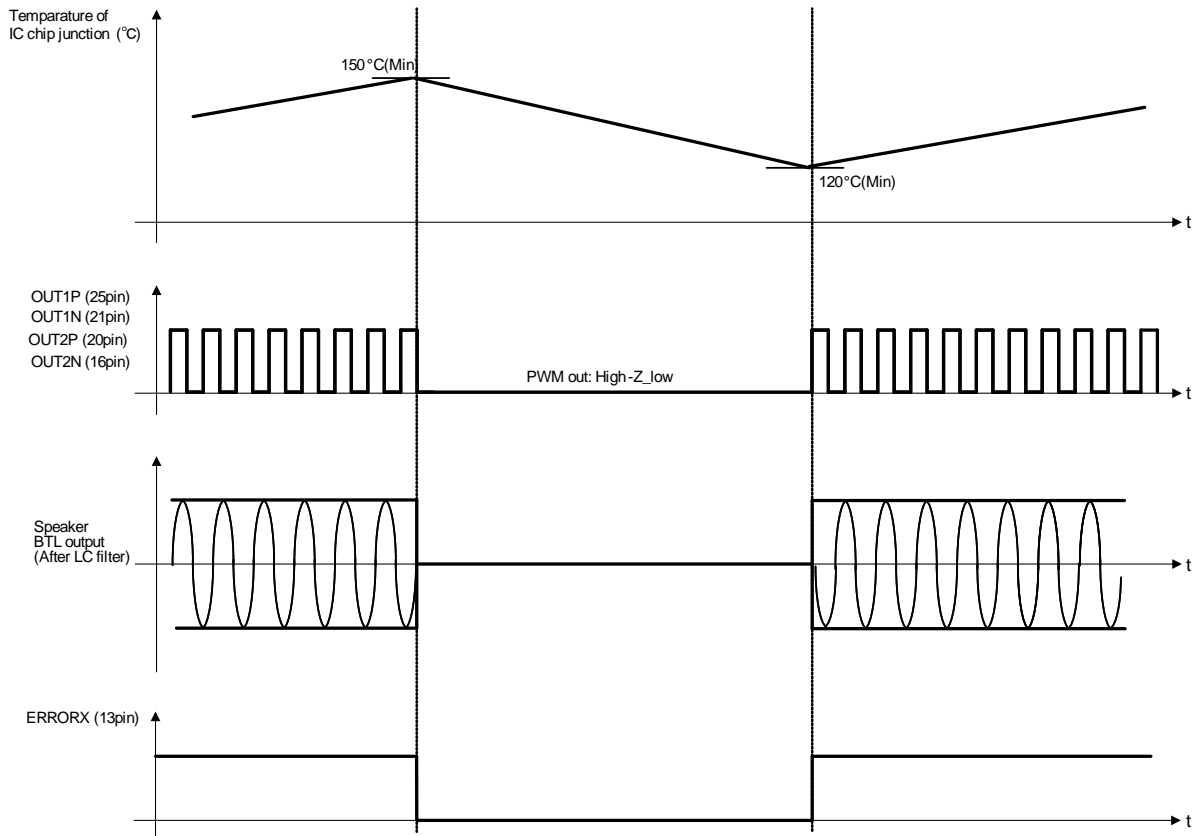 Temparature of
IC chip junction (°C)
150°C(Min)
120°C(Min)
t
OUT1P (25pin)
OUT1N (21pin)
OUT2P (20pin)
OUT2N (16pin)
PWM out: High-Z_low
t
Speaker
BTL output
(After LC filter)
t
ERRORX (13pin)
t